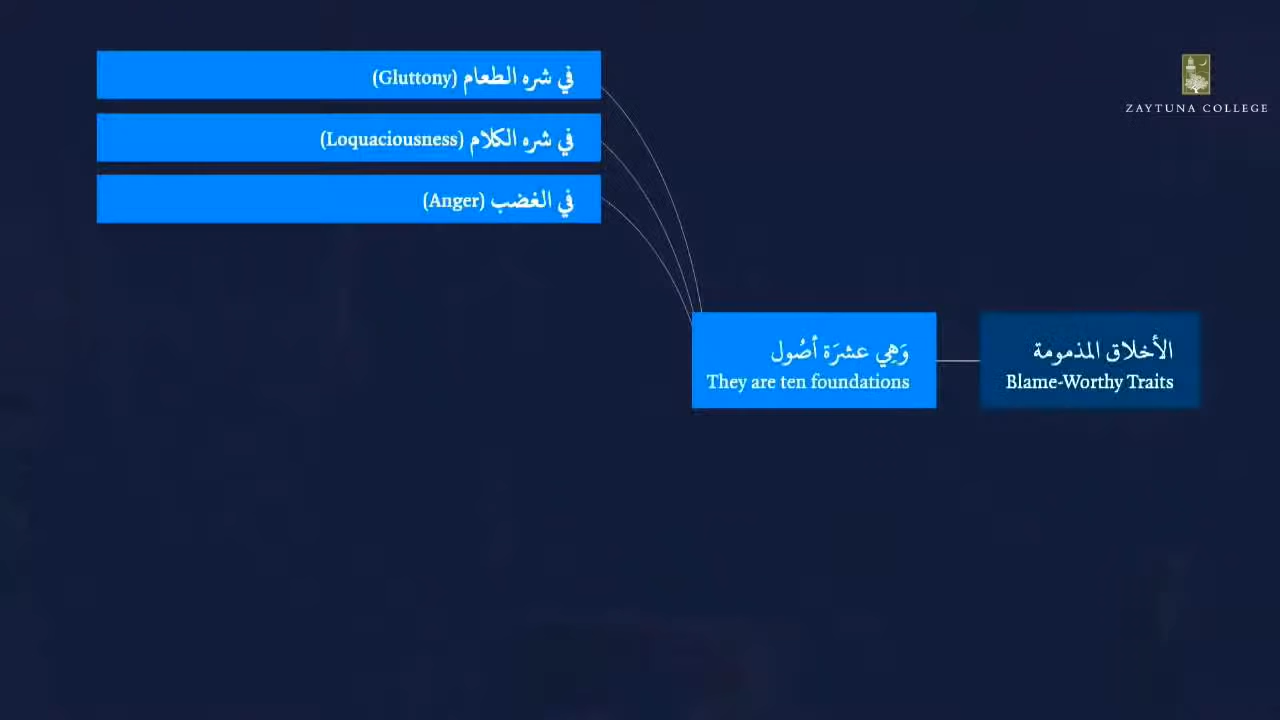 في شره الطعام (Gluttony)
في شره الكلام (Loquaciousness)
في الغضب (Anger)
ZAYTUNA COLLEGE
الأخلاق المذمومة
Blame-Worthy Traits
وَهِي عشرَة أصُول
They are ten foundations